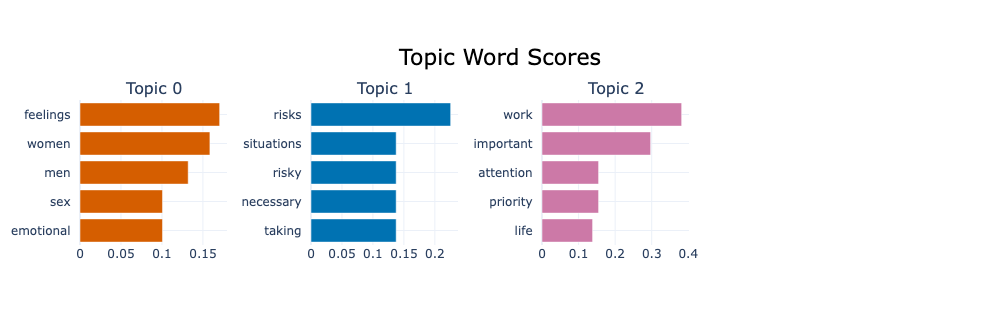 Topic Word Scores
Topic 0
feelings
women
men
sex
emotional
0 0.05 0.1 0.15
Topic 1
risks
situations
risky
necessary
taking
0 0.05 0.1 0.15 0.2
Topic 2
work
important
attention
priority
life
0 0.1 0.2 0.3 0.4